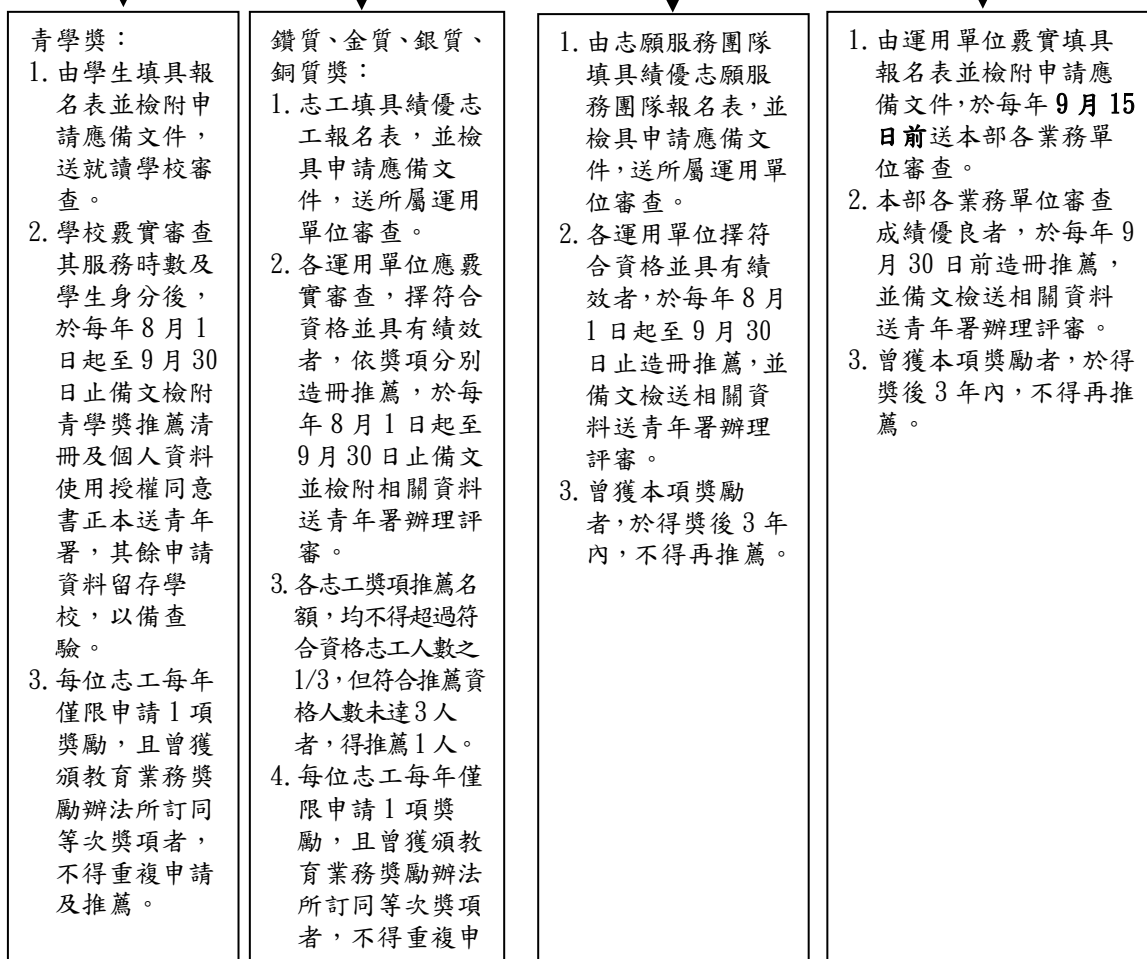 青學獎：
1. 由學生填具報
名表並檢附申
請應備文件，
送就讀學校審
查。
2. 學校覈實審查
其服務時數及
學生身分後，
於每年 8 月 1
日起至 9 月 30
日止備文檢附
青學獎推薦清
冊及個人資料
使用授權同意
書正本送青年
署，其餘申請
資料留存學
校，以備查
驗。
3. 每位志工每年
僅限申請 1 項
獎勵，且曾獲
頒教育業務獎
勵辦法所訂同
等次獎項者，
不得重複申請
及推薦。
鑽質、金質、銀質、
銅質獎：
1. 志工填具績優志
工報名表，並檢
具申請應備文
件，送所屬運用
單位審查。
2. 各運用單位應覈
實審查，擇符合
資格並具有績效
者，依獎項分別
造冊推薦，於每
年 8 月 1 日起至
9 月 30 日止備文
並檢附相關資料
送青年署辦理評
審。
3. 各志工獎項推薦名
額，均不得超過符
合資格志工人數之
1/3，但符合推薦資
格人數未達 3 人
者，得推薦 1 人。
4. 每位志工每年僅
限申請 1 項獎
勵，且曾獲頒教
育業務獎勵辦法
所訂同等次獎項
者，不得重複申
1. 由志願服務團隊
填具績優志願服
務團隊報名表，並
檢具申請應備文
件，送所屬運用單
位審查。
2. 各運用單位擇符
合資格並具有績
效者，於每年 8 月
1 日起至 9 月 30
日止造冊推薦，並
備文檢送相關資
料送青年署辦理
評審。
3. 曾獲本項獎勵
者，於得獎後 3 年
內，不得再推薦。
1. 由運用單位覈實填具
報名表並檢附申請應
備文件，於每年 9 月 15
日前送本部各業務單
位審查。
2. 本部各業務單位審查
成績優良者，於每年 9
月 30 日前造冊推薦，
並備文檢送相關資料
送青年署辦理評審。
3. 曾獲本項獎勵者，於得
獎後 3 年內，不得再推
薦。